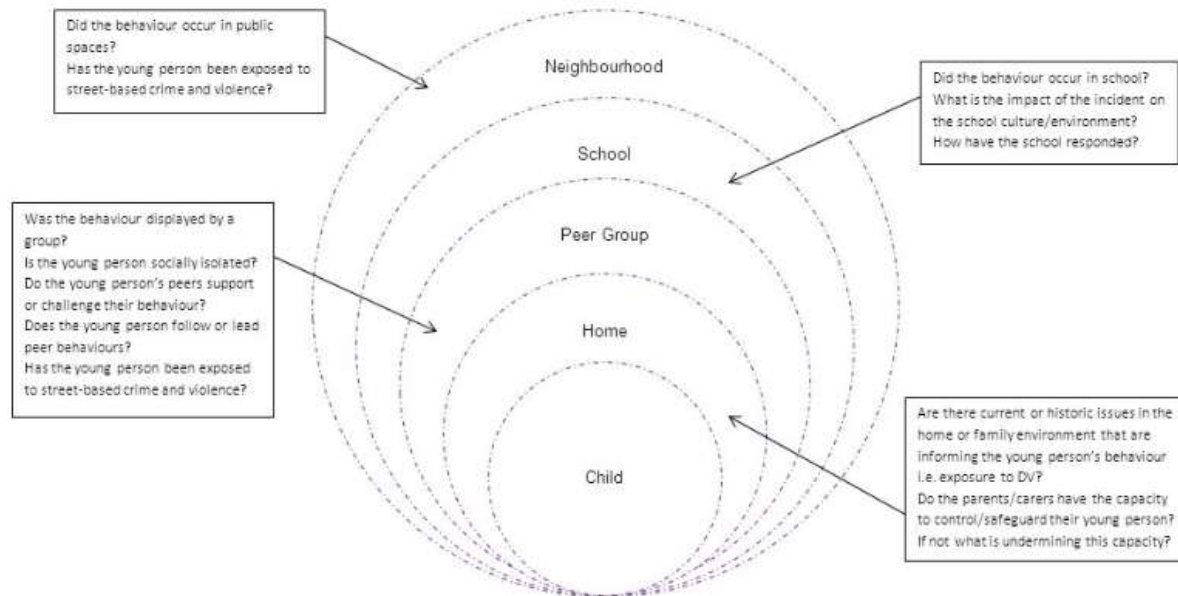 Did the behaviour occur in public
spaces?
Has the young person been exposed to
street-based crime and violence?
Neighbourhood
Did the behaviour occur in school?
What is the impact of the incident on
the school culture/environment?
How have the school responded?
School
Was the behaviour displayed by a
group?
Is the young person socially isolated?
Do the young person's peers support
or challenge their behaviour?
Does the young person follow or lead
peer behaviours?
Has the young person been exposed
to street-based crime and violence?
Peer Group
Home
Are there current or historic issues in the
home or family environment that are
informing the young person's behaviour
i.e. exposure to DV?
Do the parents/carers have the capacity
to control/safeguard their young person?
If not what is undermining this capacity?
Child